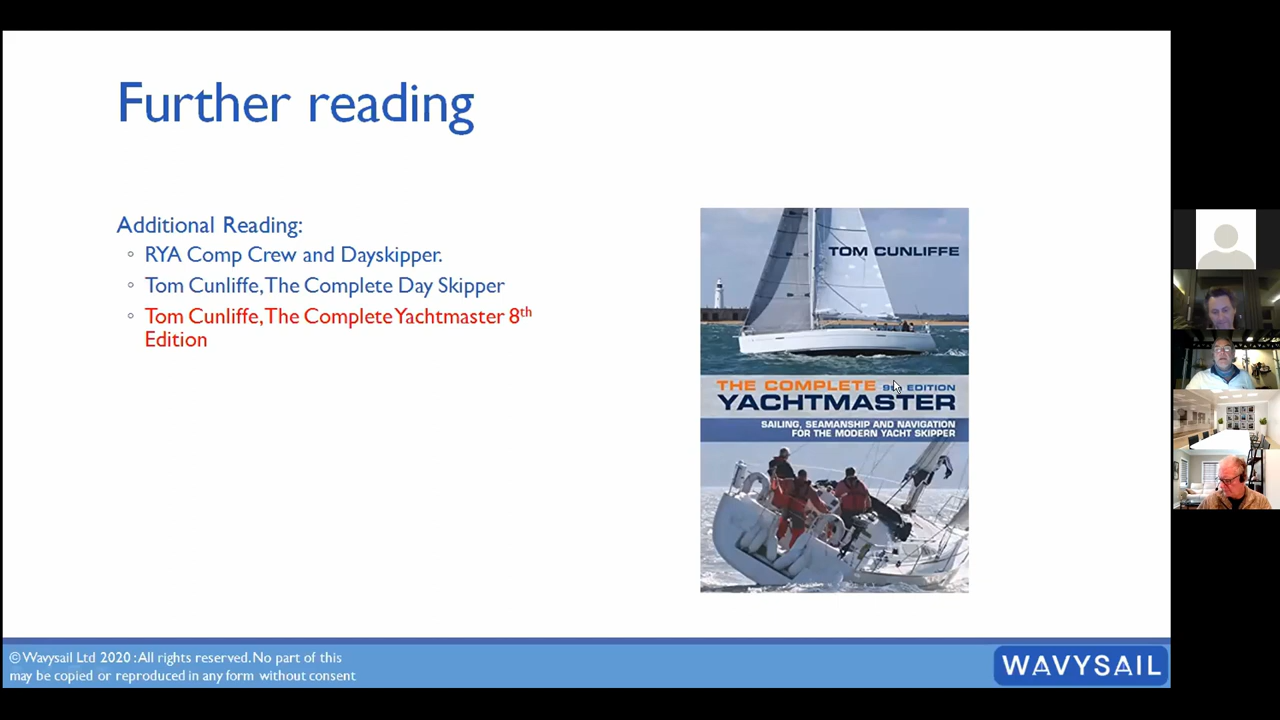 Further reading
Additional Reading:
◦ RYA Comp Crew and Dayskipper.
◦ Tom Cunliffe, The Complete Day Skipper
◦ Tom Cunliffe, The Complete Yachtmaster 8th
Edition
TOM CUNLIFFE
THE COMPLETE 9th EDITION
YACHTMASTER
SAILING, SEAMANSHIP AND NAVIGATION
FOR THE MODERN YACHT SKIPPER
© Wavysail Ltd 2020 : All rights reserved. No part of this
may be copied or reproduced in any form without consent
WAVYSAIL